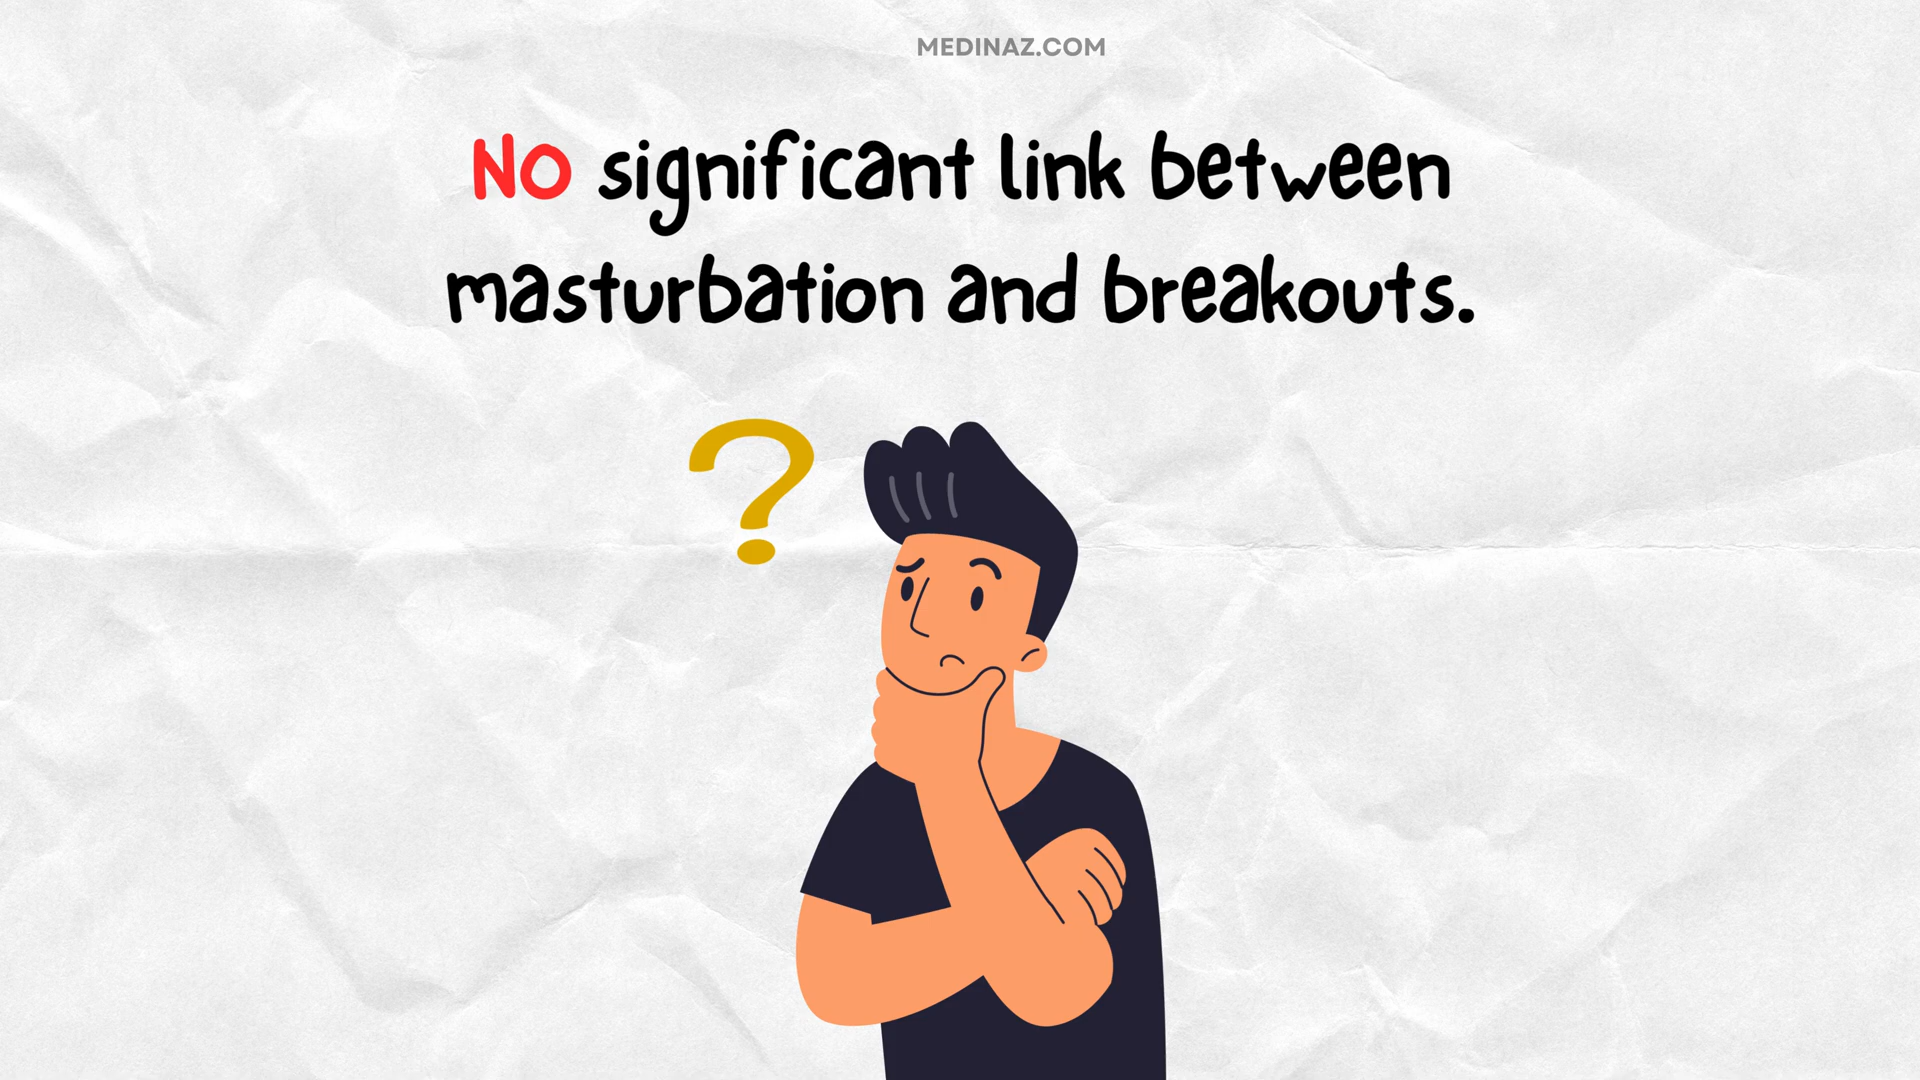 MEDINAZ.COM
NO significant link between
masturbation and breakouts.
?